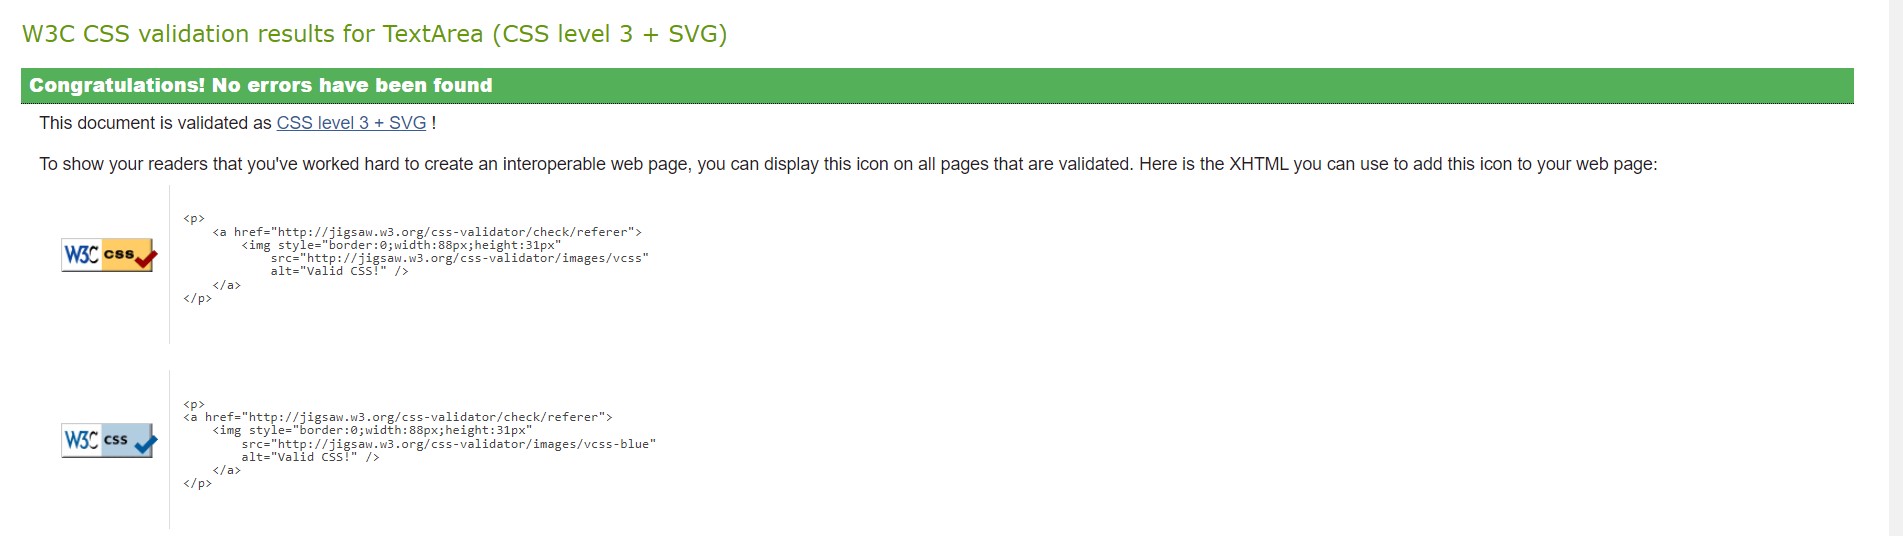 W3C CSS validation results for TextArea (CSS level 3 + SVG)
Congratulations! No errors have been found
This document is validated as CSS level 3 + SVG !
To show your readers that you've worked hard to create an interoperable web page, you can display this icon on all pages that are validated. Here is the XHTML you can use to add this icon to your web page:
W3C css
<p>
    <a href="http://jigsaw.w3.org/css-validator/check/referer">
        <img style="border:0;width:88px;height:31px"
            src="http://jigsaw.w3.org/css-validator/images/vcss"
            alt="Valid CSS!" />
    </a>
</p>
W3C css
<p>
<a href="http://jigsaw.w3.org/css-validator/check/referer">
    <img style="border:0;width:88px;height:31px"
        src="http://jigsaw.w3.org/css-validator/images/vcss-blue"
        alt="Valid CSS!" />
    </a>
</p>